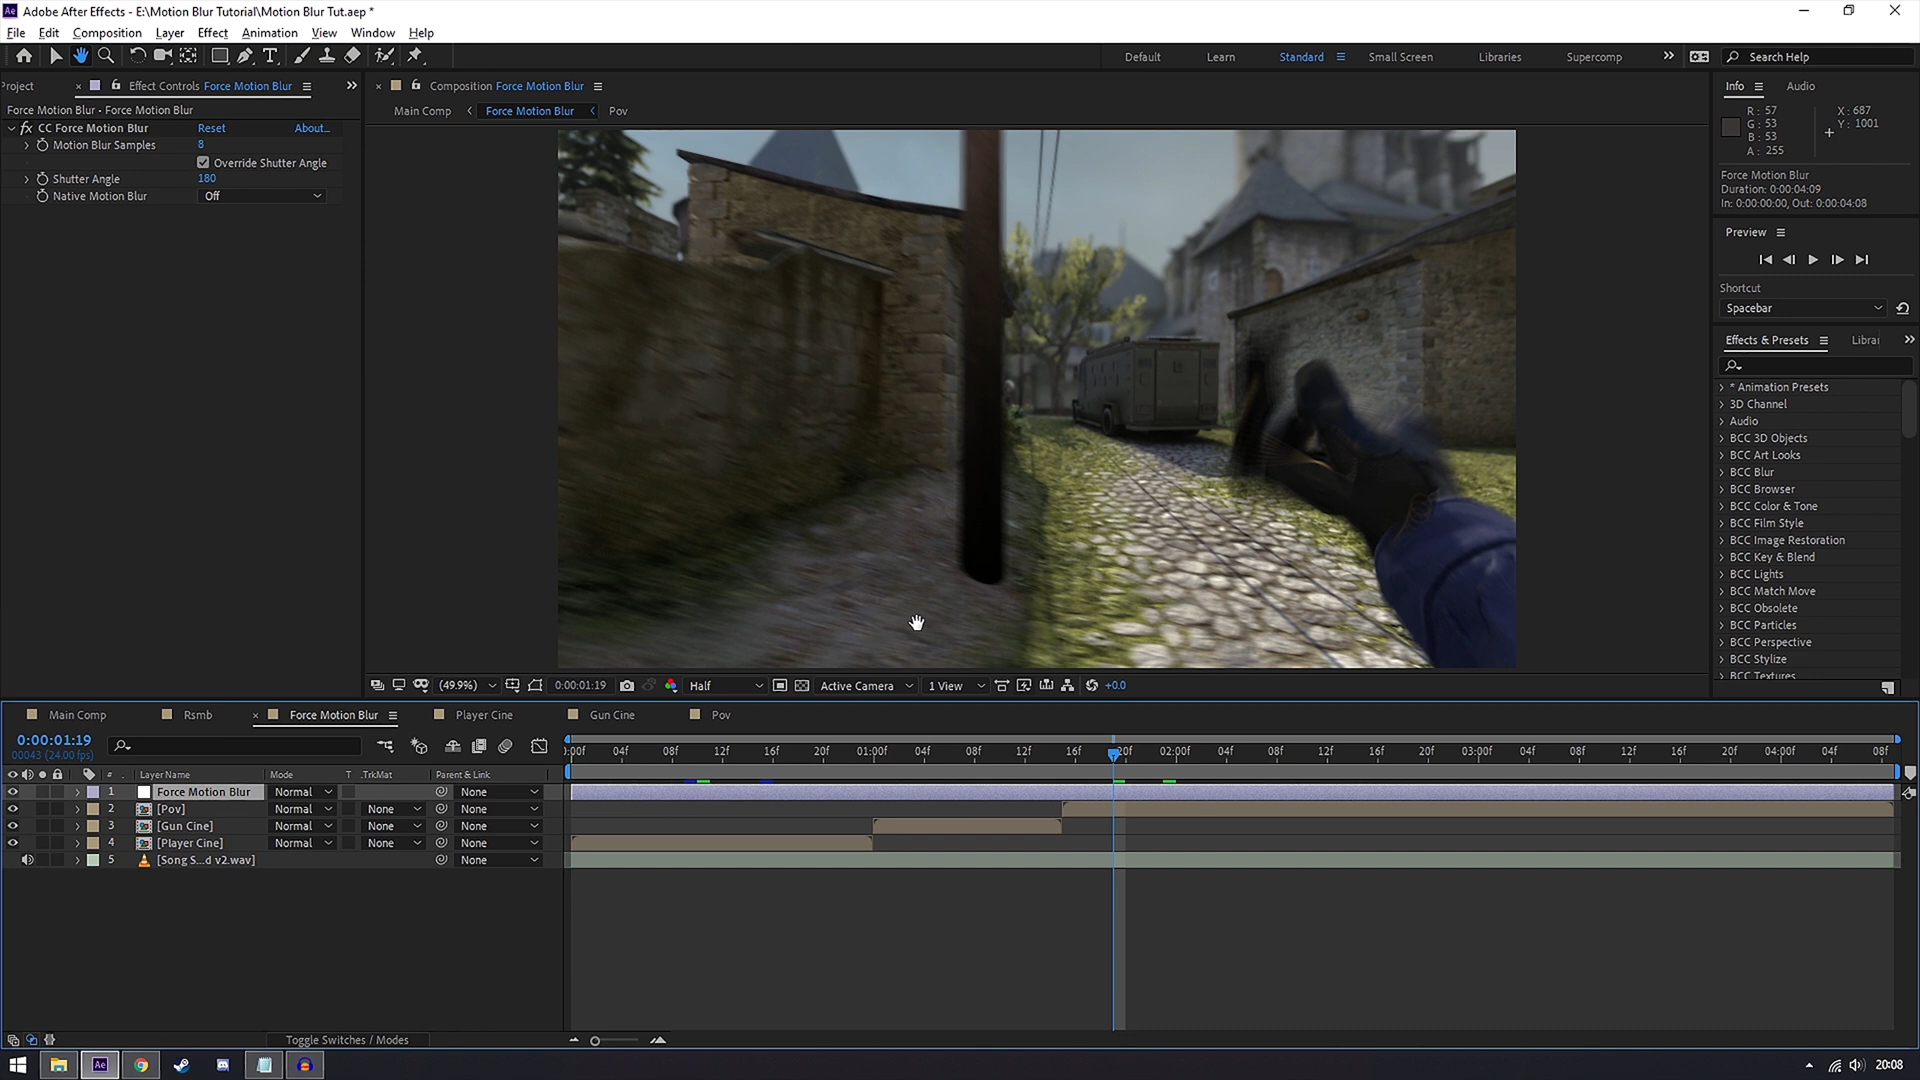 Adobe After Effects - E:\Motion Blur Tutorial\Motion Blur Tut.aep *
File Edit Composition Layer Effect Animation View Window Help
Default Learn Standard Small Screen Libraries Supercomp Search Help
Project Effect Controls Force Motion Blur
Force Motion Blur - Force Motion Blur
fx CC Force Motion Blur Reset About...
Motion Blur Samples 8
Override Shutter Angle
Shutter Angle 180
Native Motion Blur Off
Composition Force Motion Blur
Main Comp Force Motion Blur Pov
(49.9%) 0:00:01:19 Half Active Camera 1 View +0.0
Info Audio
R: 57 X: 687
G: 53 Y: 1001
B: 53
A: 255
Force Motion Blur
Duration: 0:00:04:09
In: 0:00:00:00, Out: 0:00:04:08
Preview
Shortcut
Spacebar
Effects & Presets Librai
* Animation Presets
3D Channel
Audio
BCC 3D Objects
BCC Art Looks
BCC Blur
BCC Browser
BCC Color & Tone
BCC Film Style
BCC Image Restoration
BCC Key & Blend
BCC Lights
BCC Match Move
BCC Obsolete
BCC Particles
BCC Perspective
BCC Stylize
BCC Textures
Main Comp Rsmb Force Motion Blur Player Cine Gun Cine Pov
0:00:01:19
00043 (24.00 fps)
:00f 04f 08f 12f 16f 20f 01:00f 04f 08f 12f 16f 20f 02:00f 04f 08f 12f 16f 20f 03:00f 04f 08f 12f 16f 20f 04:00f 04f 08f
# Layer Name Mode T .TrkMat Parent & Link
1 Force Motion Blur Normal None
2 [Pov] Normal None None
3 [Gun Cine] Normal None None
4 [Player Cine] Normal None None
5 [Song S...d v2.wav] None
Toggle Switches / Modes
Ae 20:08